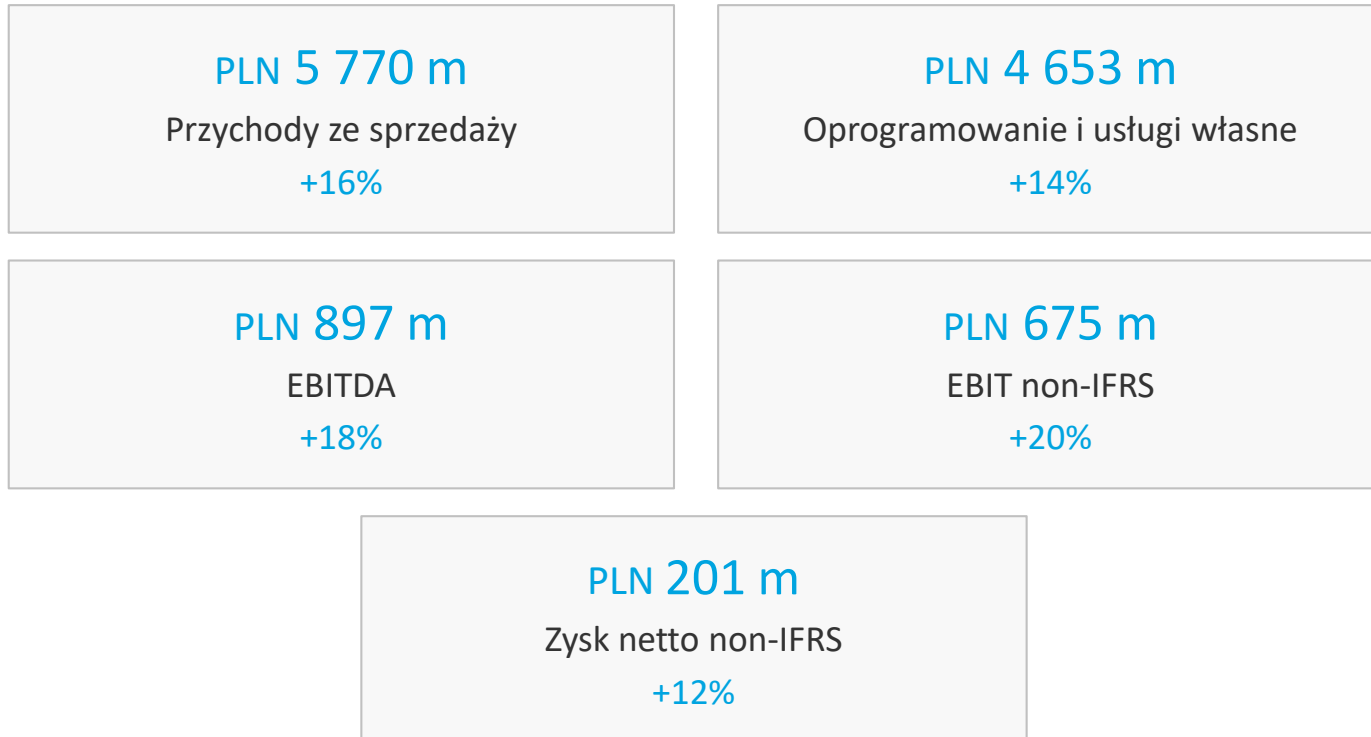 PLN 5 770 m
Przychody ze sprzedaży
+16%
PLN 4 653 m
Oprogramowanie i usługi własne
+14%
PLN 897 m
EBITDA
+18%
PLN 675 m
EBIT non-IFRS
+20%
PLN 201 m
Zysk netto non-IFRS
+12%